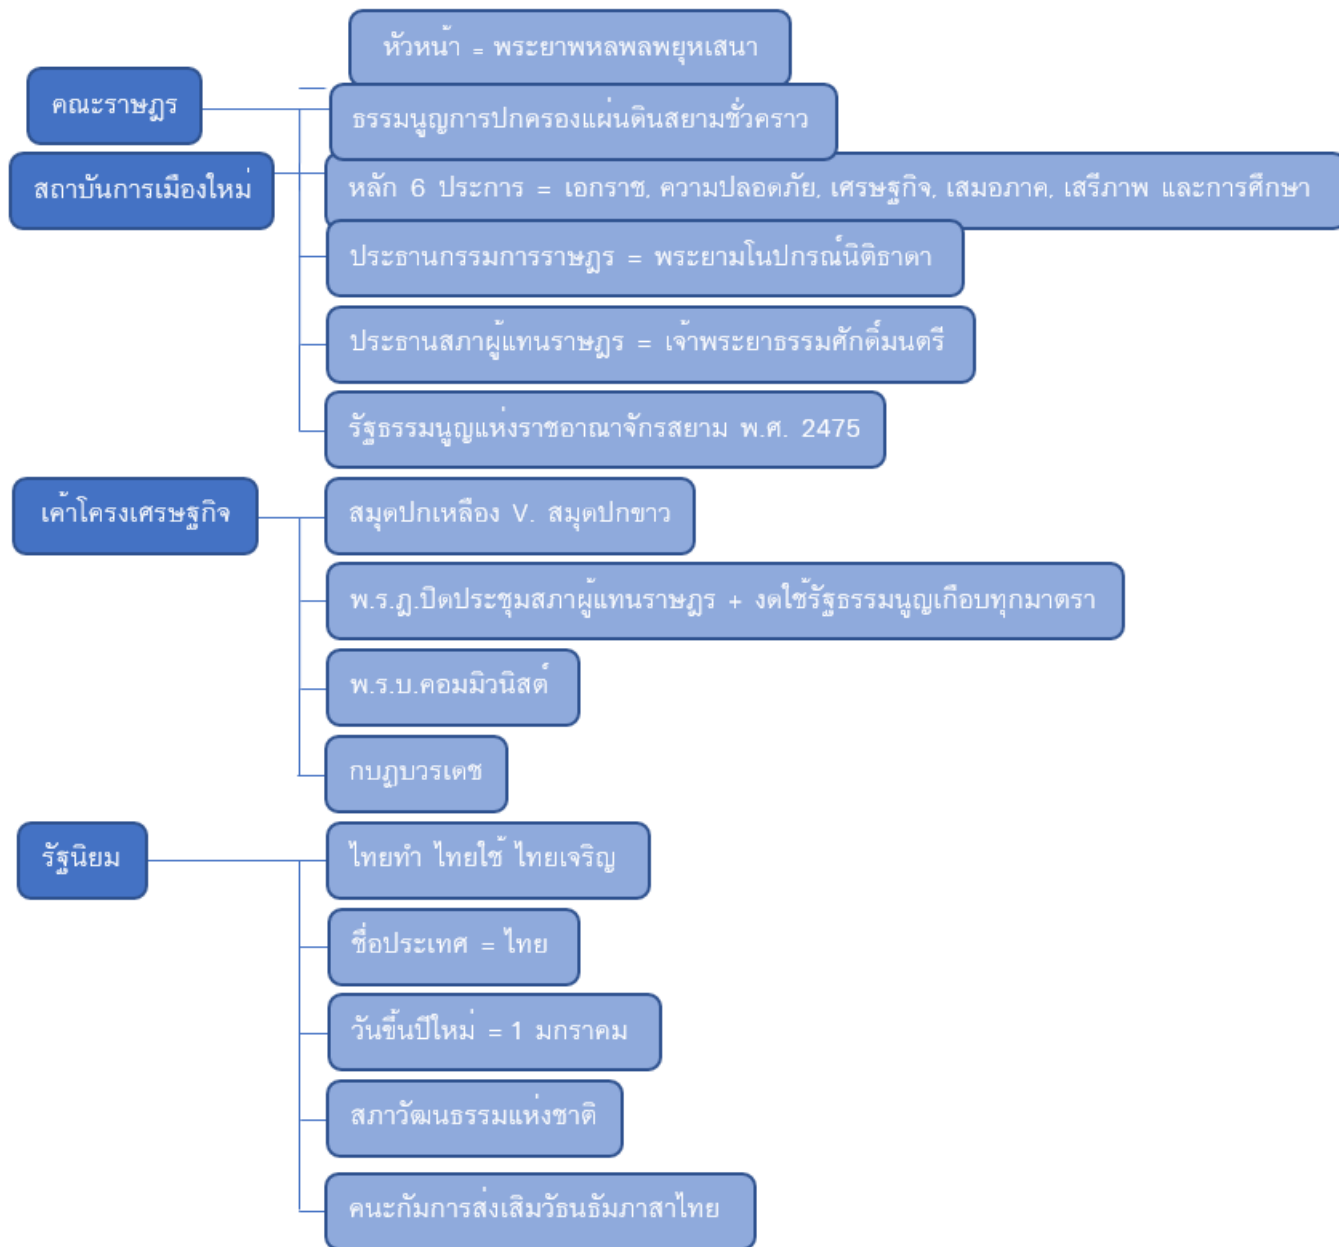 หัวหน้า = พระยาพหลพลพยุหเสนา
คณะราษฎร
ธรรมนูญการปกครองแผ่นดินสยามชั่วคราว
สถาบันการเมืองใหม่
หลัก 6 ประการ = เอกราช, ความปลอดภัย, เศรษฐกิจ, เสมอภาค, เสรีภาพ และการศึกษา
ประธานกรรมการราษฎร = พระยามโนปกรณ์นิติธาดา
ประธานสภาผู้แทนราษฎร = เจ้าพระยาธรรมศักดิ์มนตรี
รัฐธรรมนูญแห่งราชอาณาจักรสยาม พ.ศ. 2475
เค้าโครงเศรษฐกิจ
สมุดปกเหลือง V. สมุดปกขาว
พ.ร.ฎ.ปิดประชุมสภาผู้แทนราษฎร + งดใช้รัฐธรรมนูญเกือบทุกมาตรา
พ.ร.บ.คอมมิวนิสต์
กบฏบวรเดช
รัฐนิยม
ไทยทำ ไทยใช้ ไทยเจริญ
ชื่อประเทศ = ไทย
วันขึ้นปีใหม่ = 1 มกราคม
สภาวัฒนธรรมแห่งชาติ
คนะกัมการส่งเสิมวัธนธัมภาสาไทย